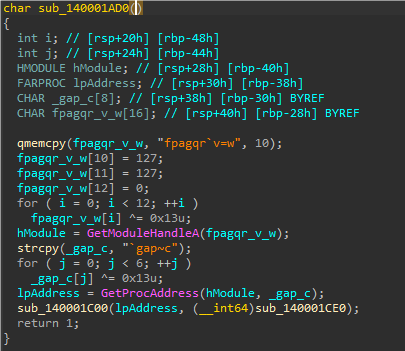 char sub_140001AD0()
{
  int i; // [rsp+20h] [rbp-48h]
  int j; // [rsp+24h] [rbp-44h]
  HMODULE hModule; // [rsp+28h] [rbp-40h]
  FARPROC lpAddress; // [rsp+30h] [rbp-38h]
  CHAR _gap_c[8]; // [rsp+38h] [rbp-30h] BYREF
  CHAR fpagqr_v_w[16]; // [rsp+40h] [rbp-28h] BYREF

  qmemcpy(fpagqr_v_w, "fpagqr`v=w", 10);
  fpagqr_v_w[10] = 127;
  fpagqr_v_w[11] = 127;
  fpagqr_v_w[12] = 0;
  for ( i = 0; i < 12; ++i )
    fpagqr_v_w[i] ^= 0x13u;
  hModule = GetModuleHandleA(fpagqr_v_w);
  strcpy(_gap_c, "`gap~c");
  for ( j = 0; j < 6; ++j )
    _gap_c[j] ^= 0x13u;
  lpAddress = GetProcAddress(hModule, _gap_c);
  sub_140001C00(lpAddress, (__int64)sub_140001CE0);
  return 1;
}